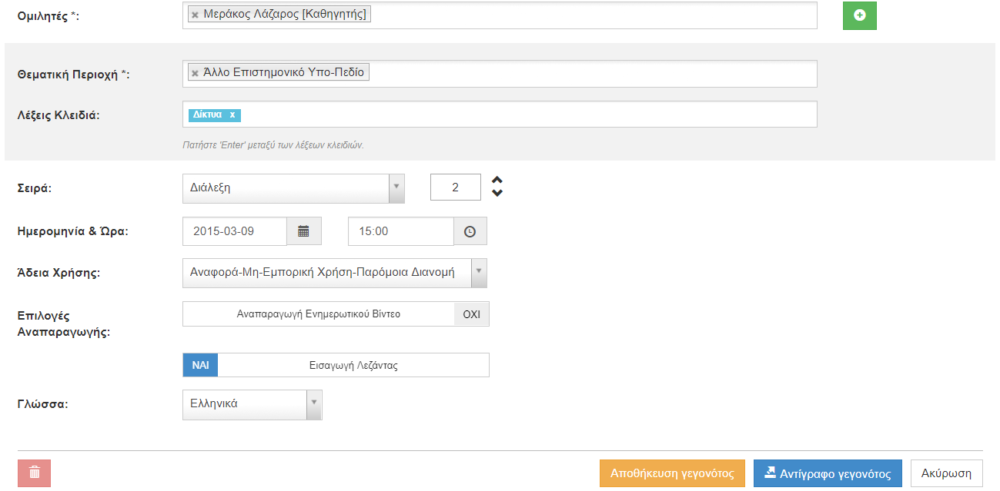 Ομιλητές *:
× Μεράκος Λάζαρος [Καθηγητής]
Θεματική Περιοχή *:
× Άλλο Επιστημονικό Υπο-Πεδίο
Λέξεις Κλειδιά:
Δίκτυα x
Πατήστε 'Enter' μεταξύ των λέξεων κλειδιών.
Σειρά:
Διάλεξη
2
Ημερομηνία & Ώρα:
2015-03-09
15:00
Άδεια Χρήσης:
Αναφορά-Μη-Εμπορική Χρήση-Παρόμοια Διανομή
Επιλογές
Αναπαραγωγής:
Αναπαραγωγή Ενημερωτικού Βίντεο
ΟΧΙ
ΝΑΙ
Εισαγωγή Λεζάντας
Γλώσσα:
Ελληνικά
Αποθήκευση γεγονότος
Αντίγραφο γεγονότος
Ακύρωση